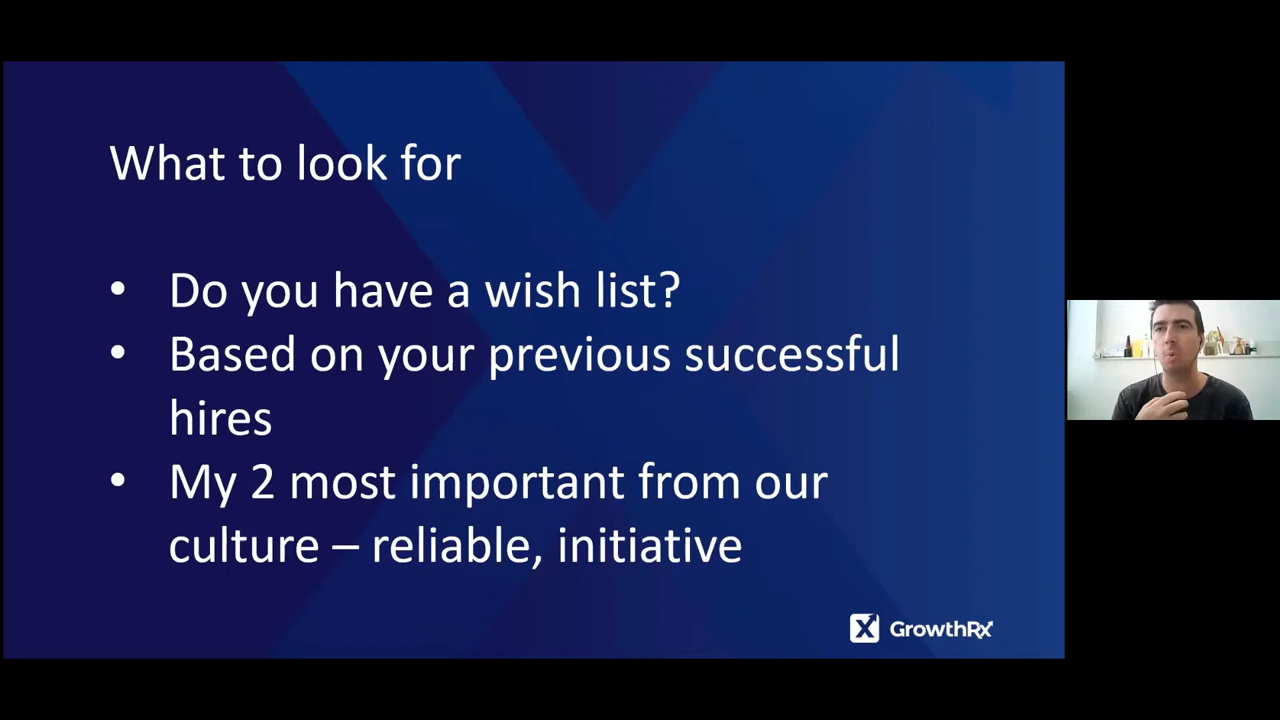 What to look for
• Do you have a wish list?
• Based on your previous successful
hires
• My 2 most important from our
culture – reliable, initiative
X GrowthRx